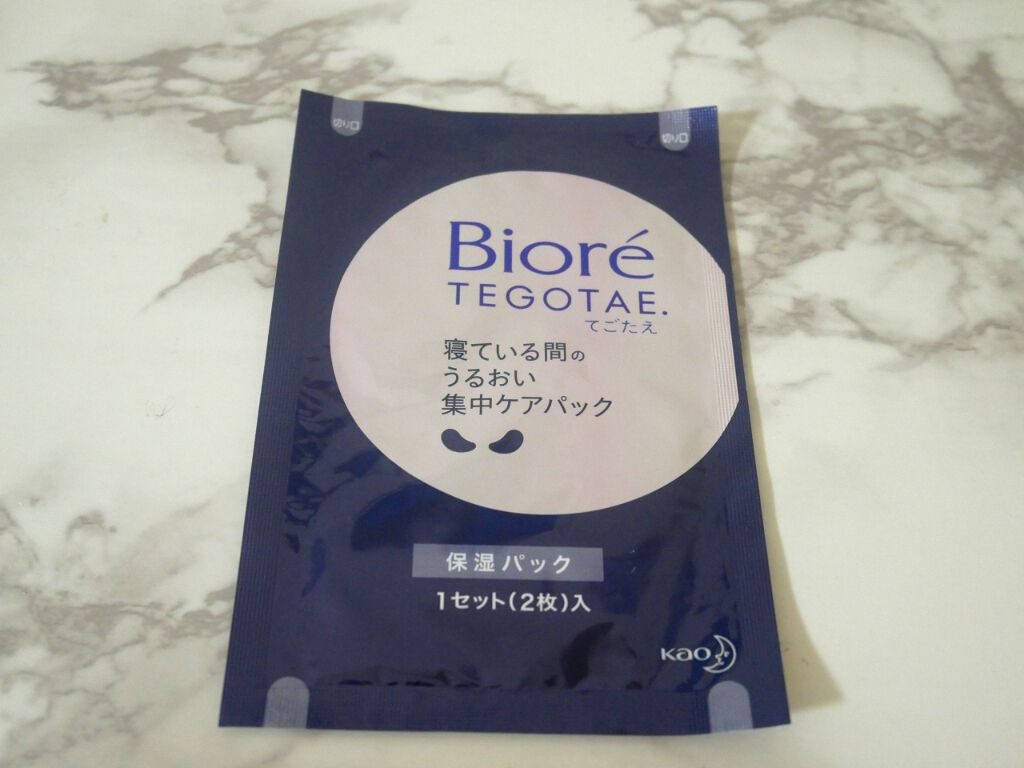 切り口
切り口
Bioré
TEGOTAE.
てごたえ
寝ている間の
うるおい
集中ケアパック
保湿パック
1セット(2枚)入
Kao